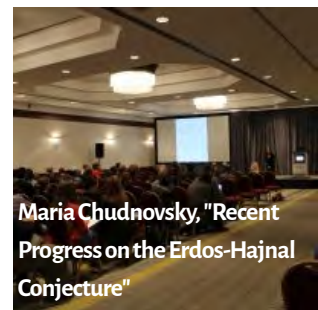 Maria Chudnovsky, "Recent
Progress on the Erdos-Hajnal
Conjecture"